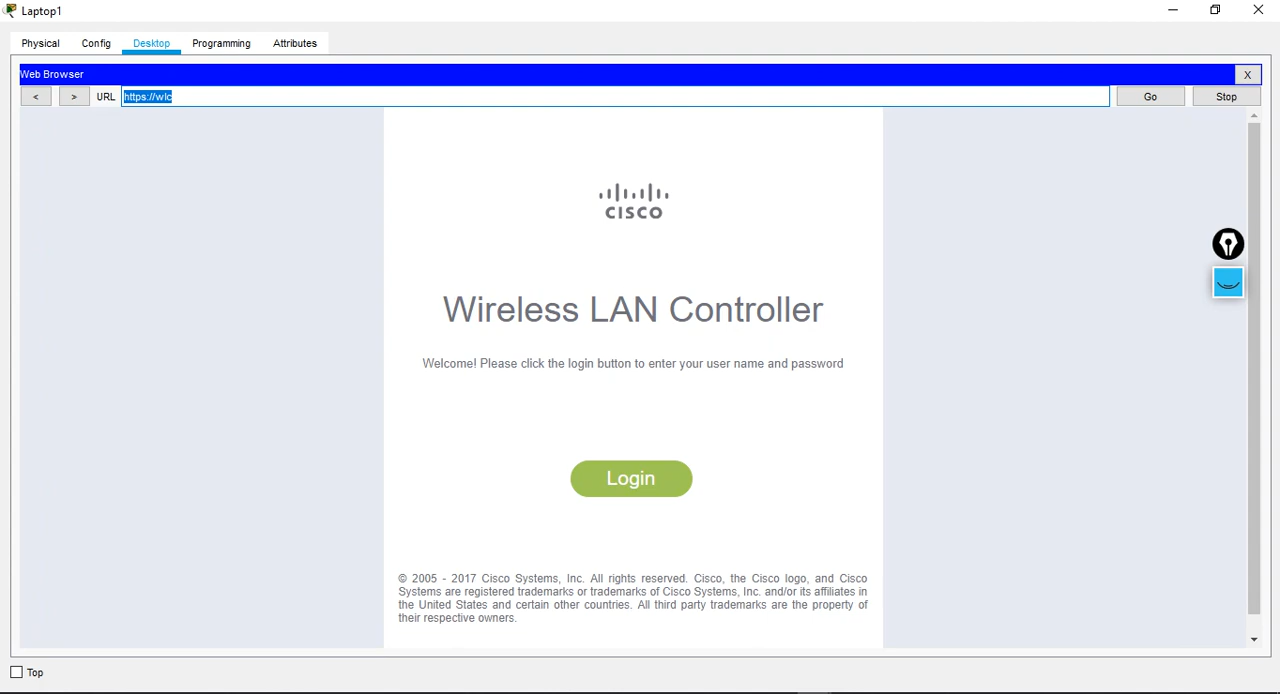 Laptop1
Physical Config Desktop Programming Attributes
Web Browser X
< > URL https://wlc Go Stop
CISCO
Wireless LAN Controller
Welcome! Please click the login button to enter your user name and password
Login
© 2005 - 2017 Cisco Systems, Inc. All rights reserved. Cisco, the Cisco logo, and Cisco
Systems are registered trademarks or trademarks of Cisco Systems, Inc. and/or its affiliates in
the United States and certain other countries. All third party trademarks are the property of
their respective owners.
Top